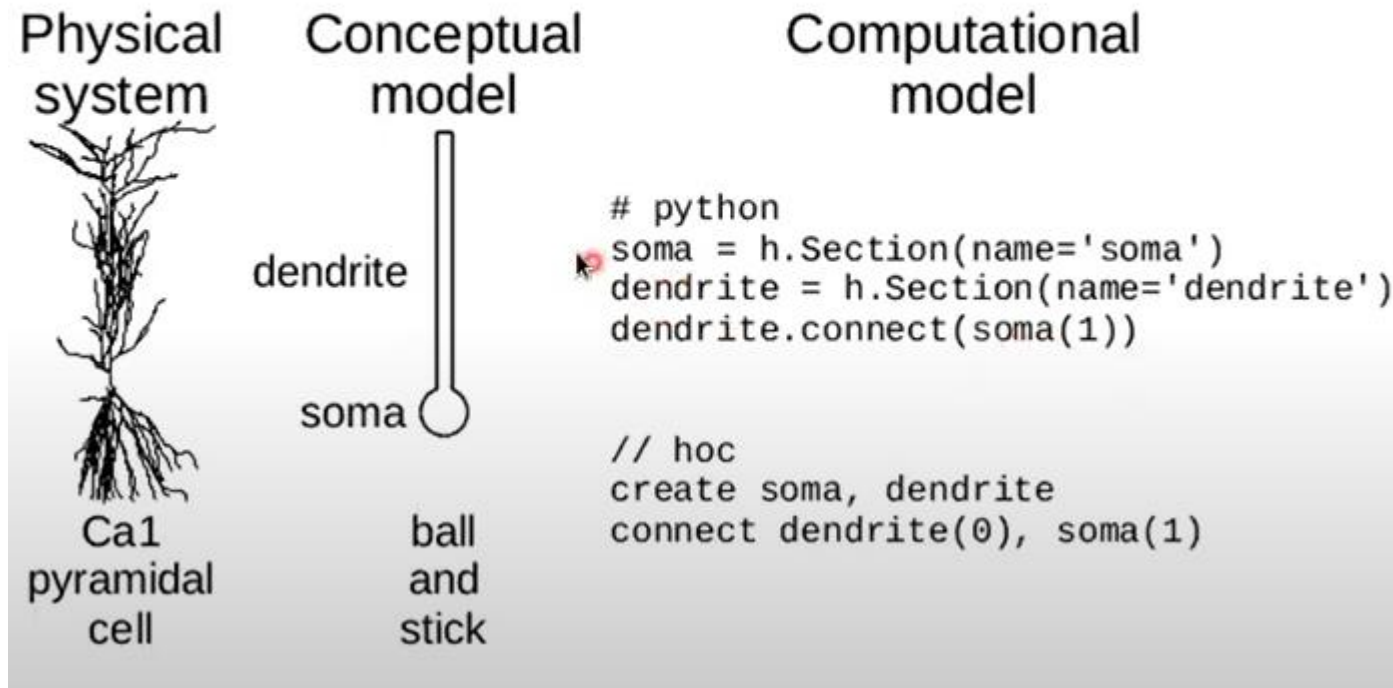 Physical
system
Conceptual
model
Computational
model
dendrite
soma
# python
soma = h.Section(name='soma')
dendrite = h.Section(name='dendrite')
dendrite.connect(soma(1))
// hoc
create soma, dendrite
connect dendrite(0), soma(1)
Ca1
pyramidal
cell
ball
and
stick